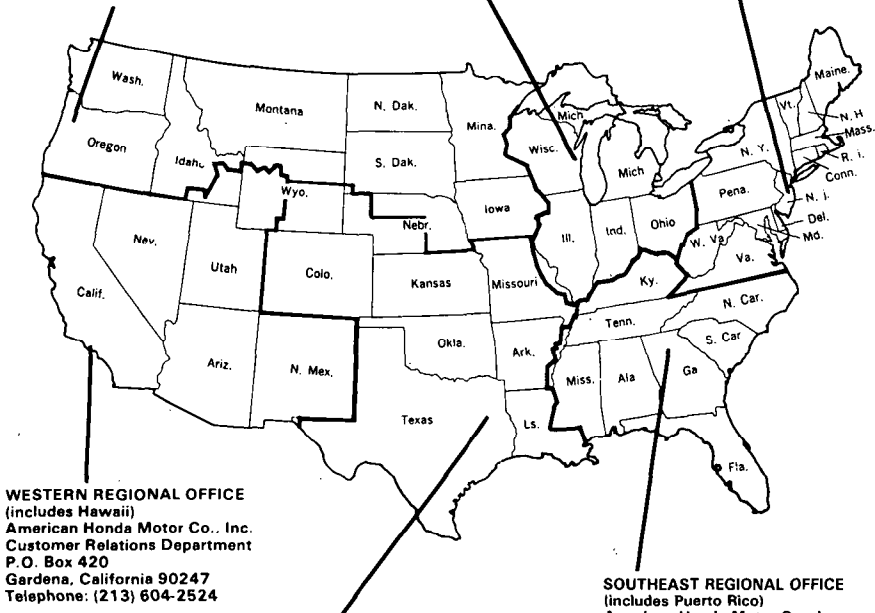 Wash.
Oregon
Idaho
Montana
N. Dak.
S. Dak.
Wyo.
Nebr.
Minn.
Iowa
Wisc.
Mich
Mich
Ill.
Ind.
Ohio
Pena.
N. Y.
Vt.
Maine.
N. H
Mass.
R. i.
Conn.
N. j.
Del.
Md.
W. Va
Va.
Ky.
Nev.
Utah
Colo.
Kansas
Missouri
Calif.
Ariz.
N. Mex.
Okla.
Ark.
Texas
Ls.
Tenn.
N. Car.
S. Car
Miss.
Ala
Ga
Fla.
WESTERN REGIONAL OFFICE
(includes Hawaii)
American Honda Motor Co.. Inc.
Customer Relations Department
P.O. Box 420
Gardena, California 90247
Telephone: (213) 604-2524
SOUTHEAST REGIONAL OFFICE
(includes Puerto Rico)